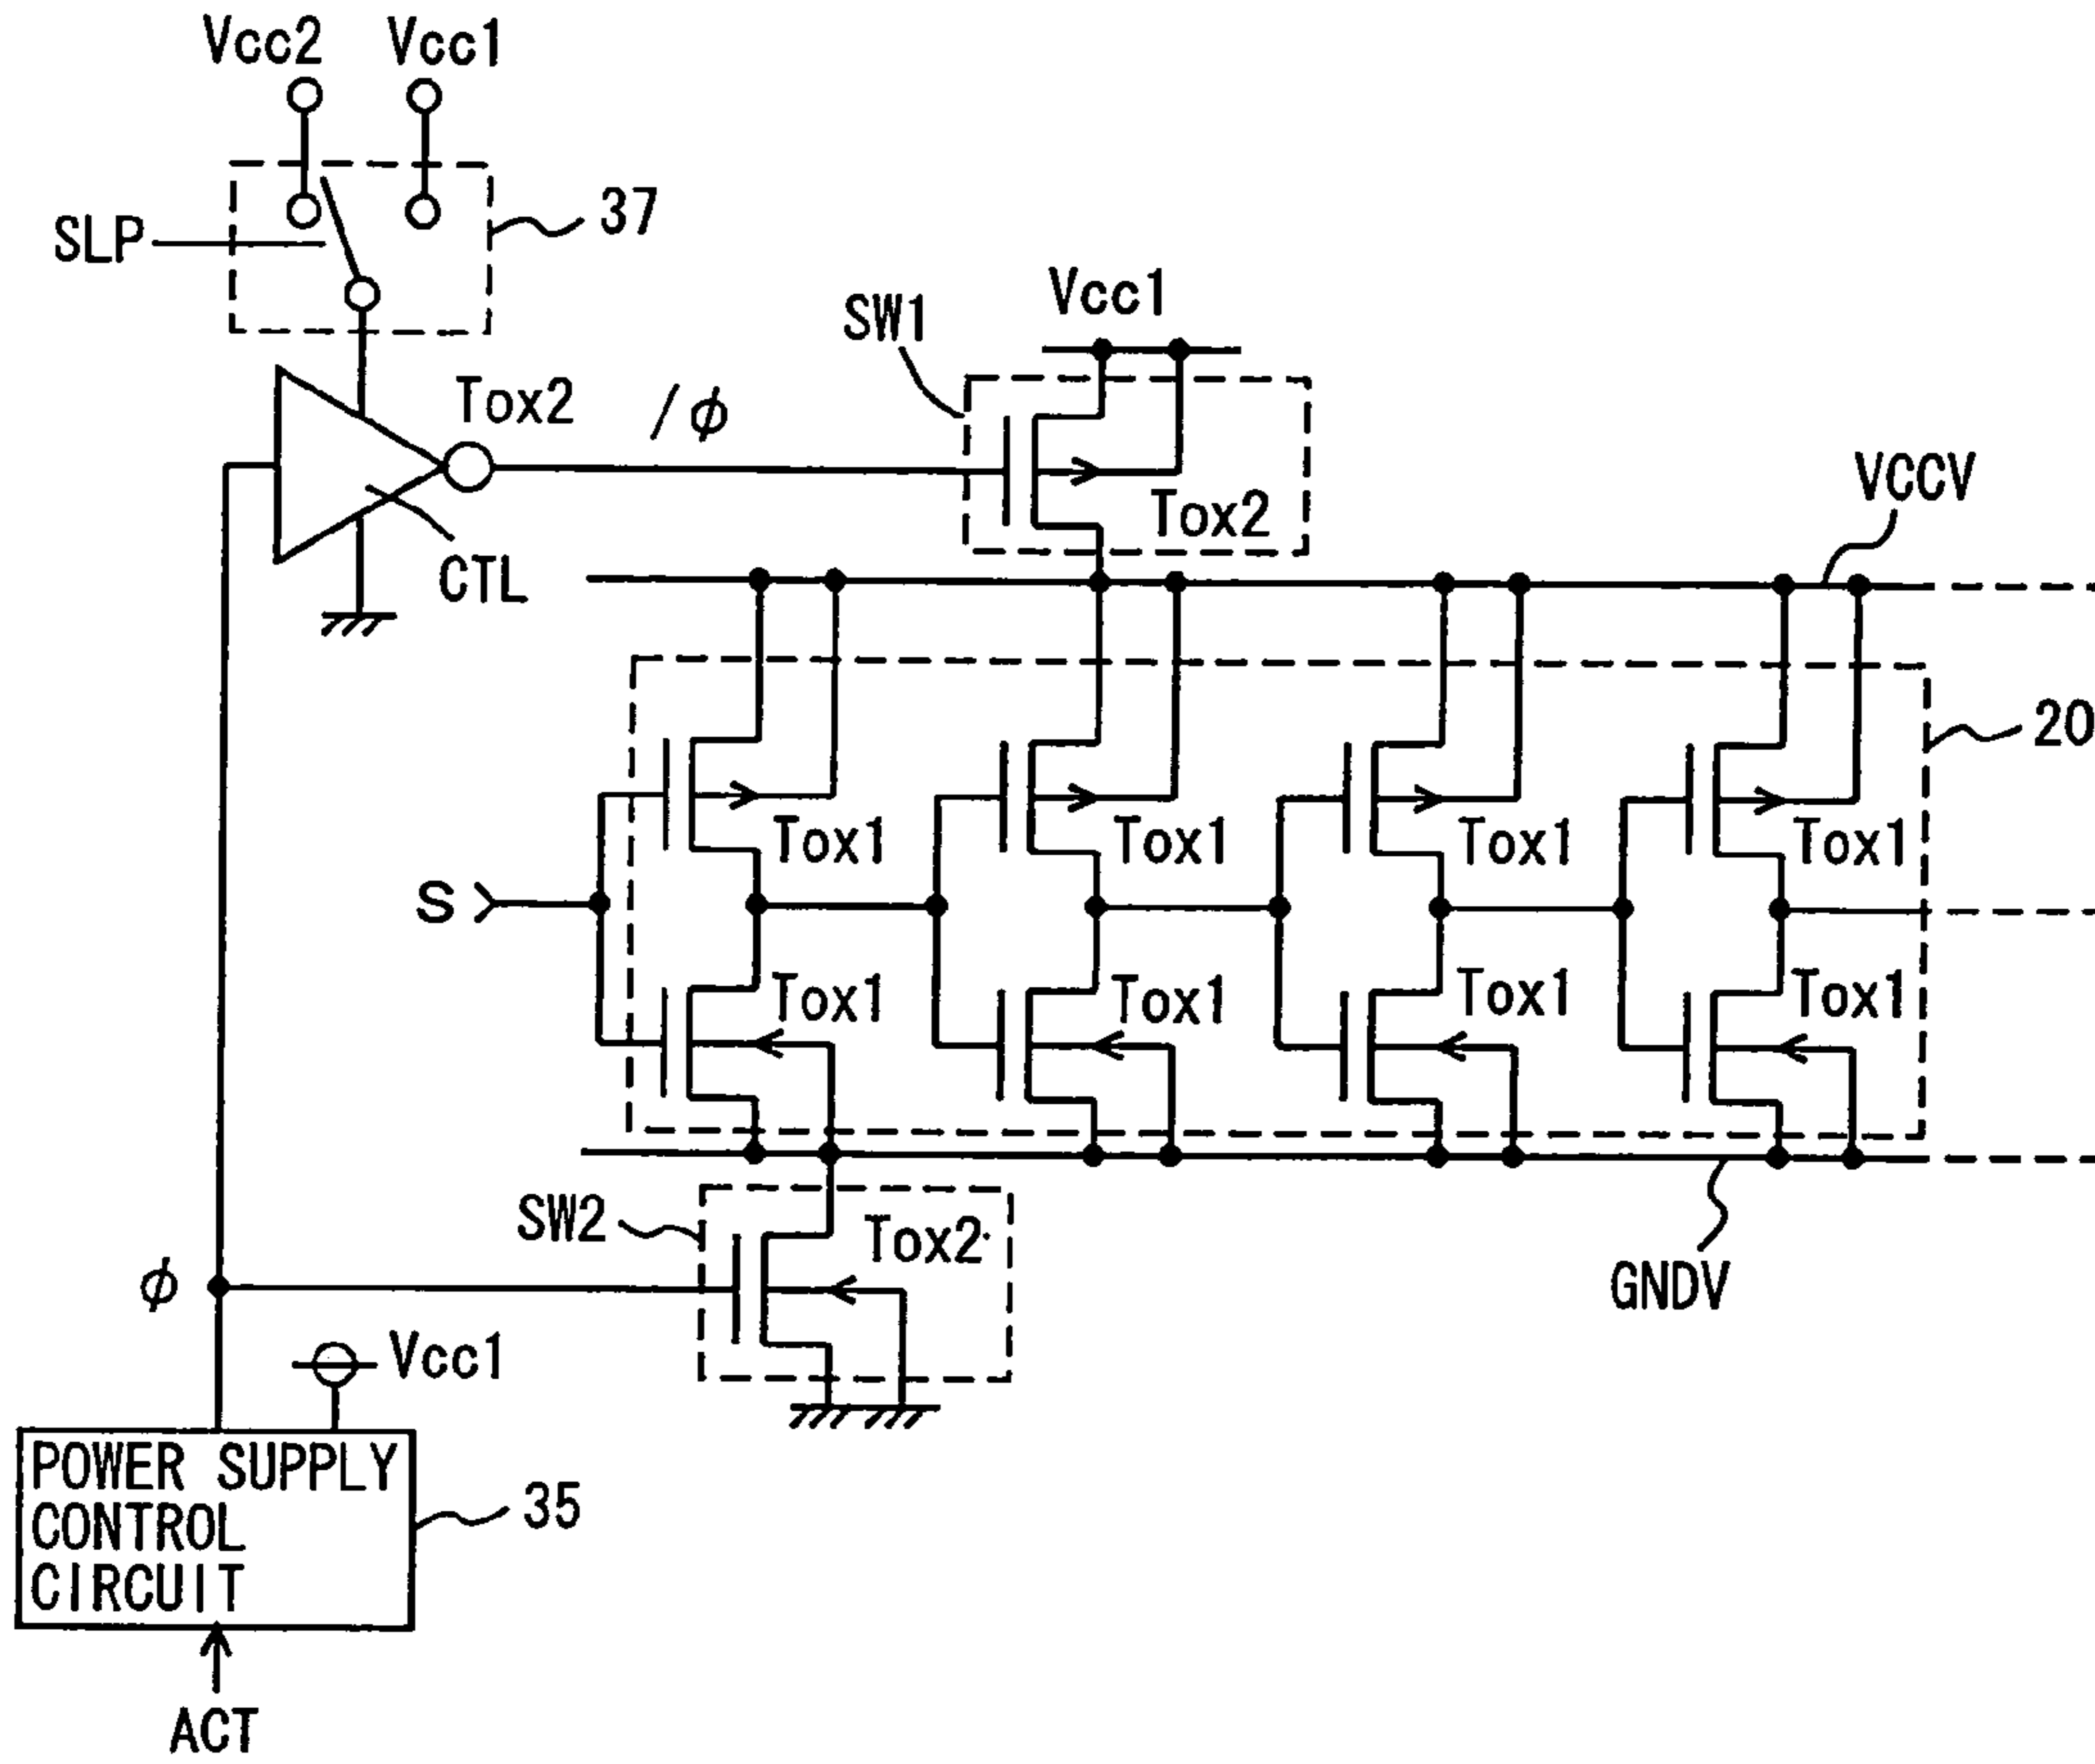 Vcc2 Vcc1
SLP
37
SW1
Vcc1
Tox2
/φ
Tox2
VCCV
CTL
20
Tox1 Tox1 Tox1 Tox1
S
Tox1 Tox1 Tox1 Tox1
SW2
Tox2
φ
GNDV
Vcc1
POWER SUPPLY
CONTROL
CIRCUIT
35
ACT